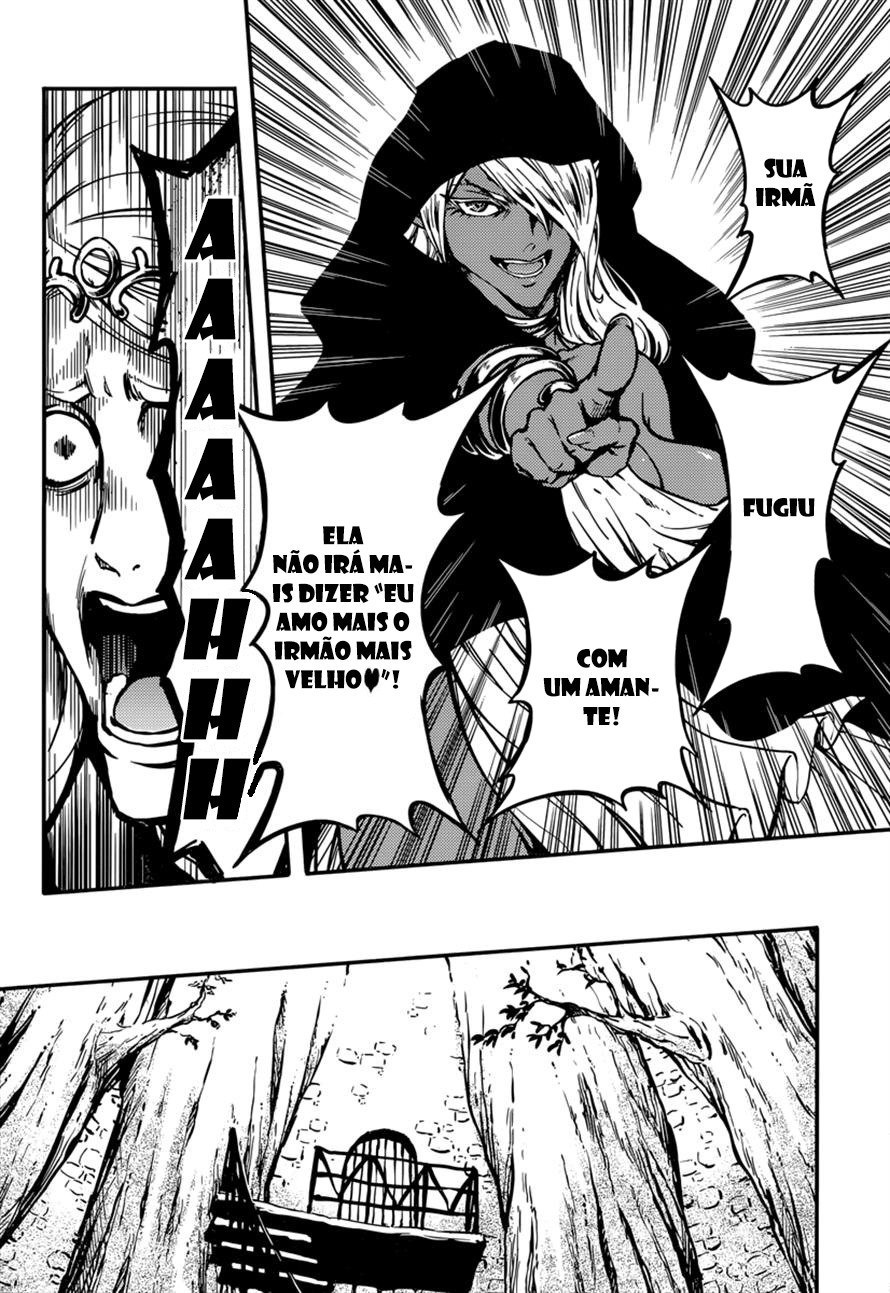 SUA
IRMÃ
FUGIU
COM
UM AMAN-
TE!
ELA
NÃO IRÁ MA-
IS DIZER "EU
AMO MAIS O
IRMÃO MAIS
VELHO♥"!
AAAAAHHH